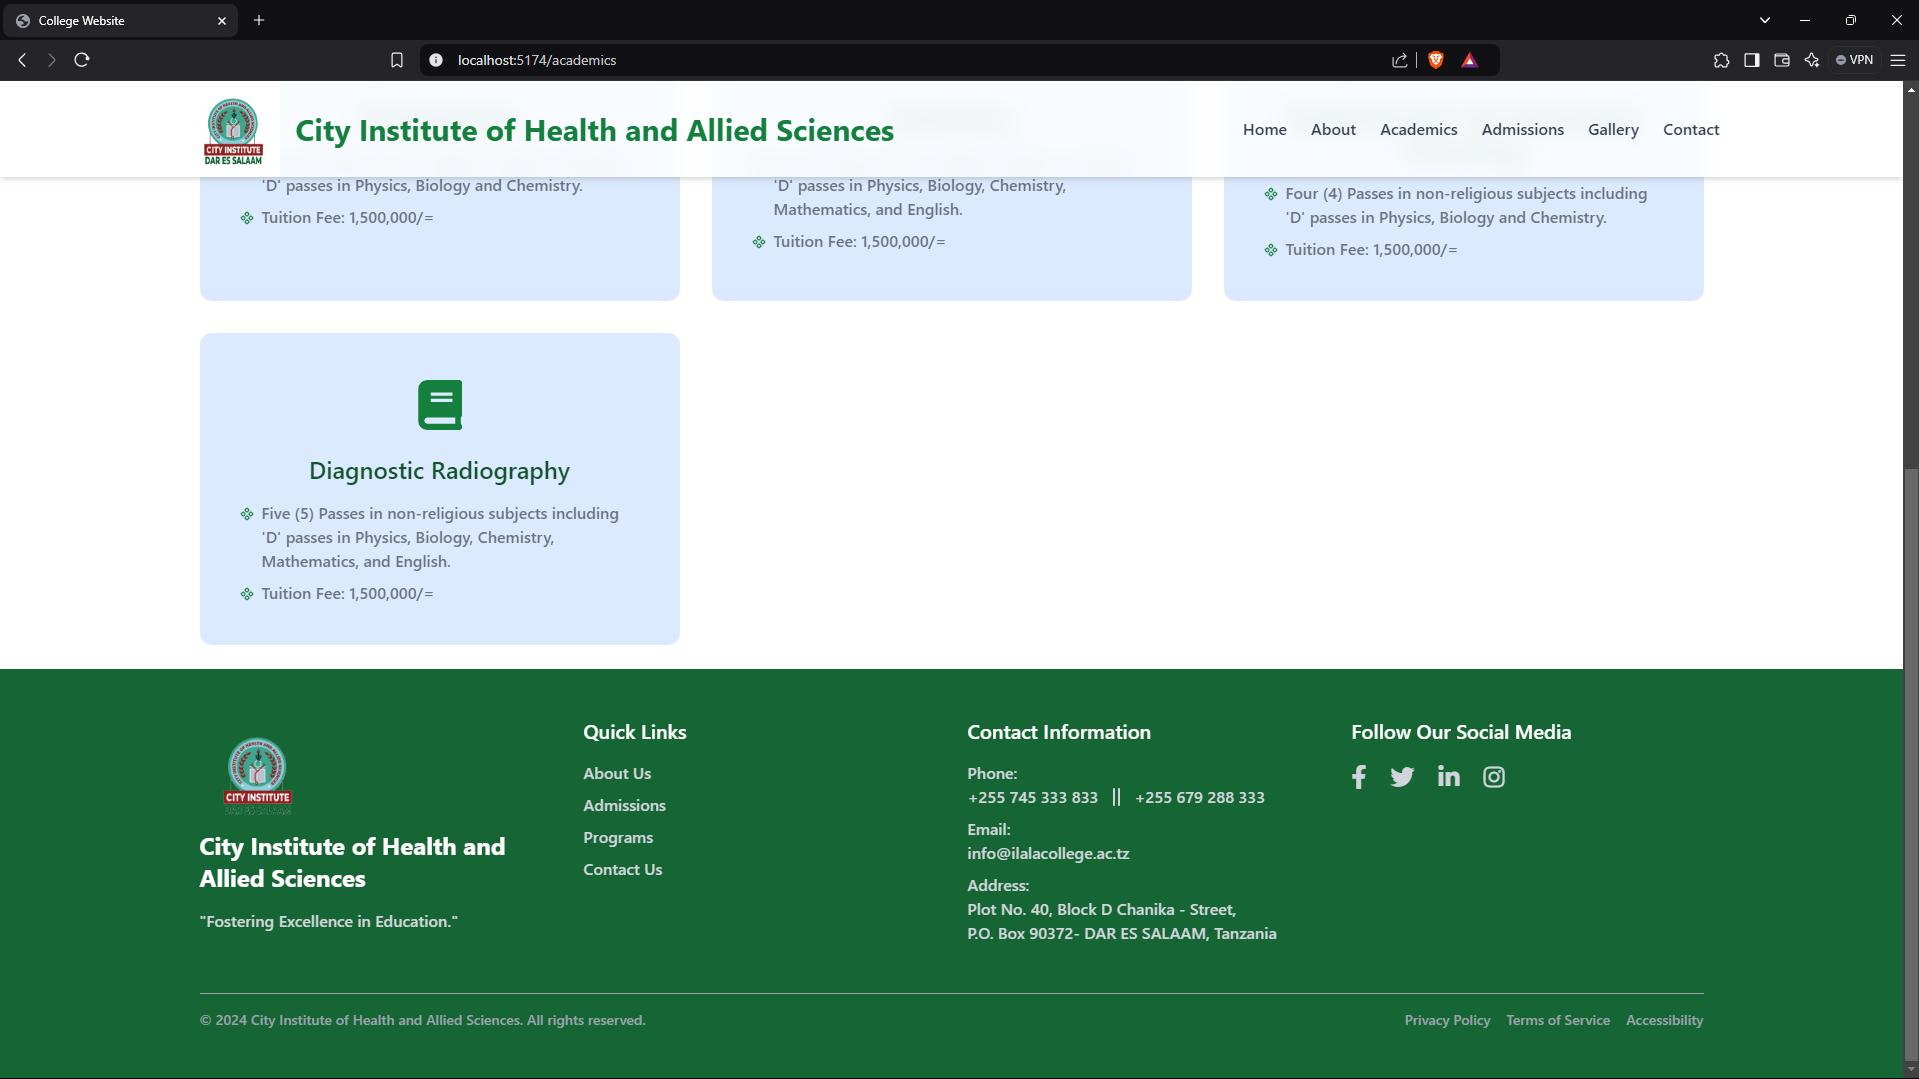 College Website
localhost:5174/academics
VPN
CITY INSTITUTE
DAR ES SALAAM
City Institute of Health and Allied Sciences
Home
About
Academics
Admissions
Gallery
Contact
'D' passes in Physics, Biology and Chemistry.
Tuition Fee: 1,500,000/=
'D' passes in Physics, Biology, Chemistry,
Mathematics, and English.
Tuition Fee: 1,500,000/=
Four (4) Passes in non-religious subjects including
'D' passes in Physics, Biology and Chemistry.
Tuition Fee: 1,500,000/=
Diagnostic Radiography
Five (5) Passes in non-religious subjects including
'D' passes in Physics, Biology, Chemistry,
Mathematics, and English.
Tuition Fee: 1,500,000/=
CITY INSTITUTE
DAR ES SALAAM
City Institute of Health and
Allied Sciences
"Fostering Excellence in Education."
Quick Links
About Us
Admissions
Programs
Contact Us
Contact Information
Phone:
+255 745 333 833 || +255 679 288 333
Email:
info@ilalacollege.ac.tz
Address:
Plot No. 40, Block D Chanika - Street,
P.O. Box 90372- DAR ES SALAAM, Tanzania
Follow Our Social Media
© 2024 City Institute of Health and Allied Sciences. All rights reserved.
Privacy Policy
Terms of Service
Accessibility